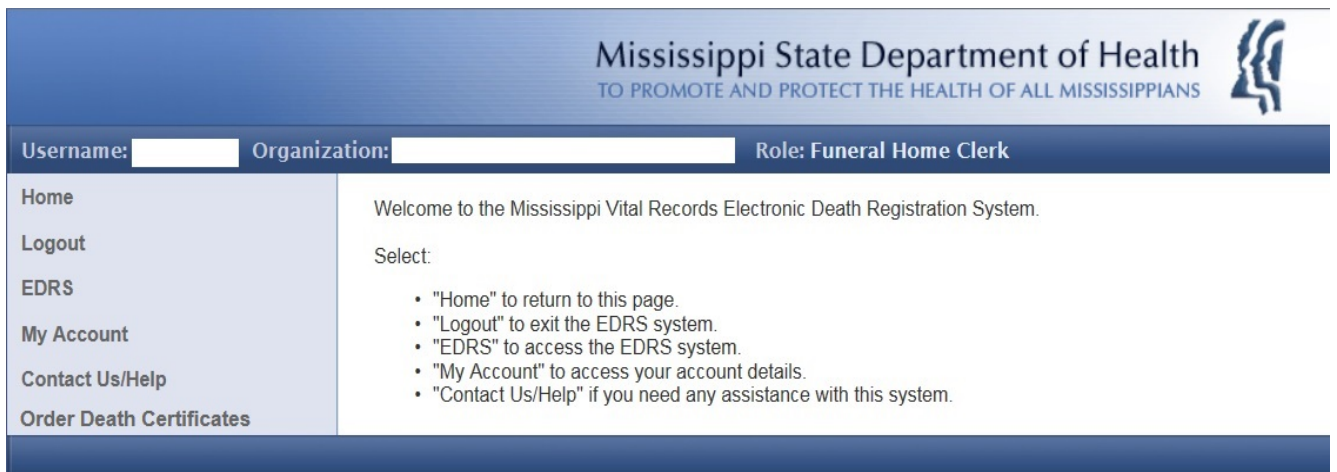 Mississippi State Department of Health
TO PROMOTE AND PROTECT THE HEALTH OF ALL MISSISSIPPIANS
Username: Organization: Role: Funeral Home Clerk
Home
Logout
EDRS
My Account
Contact Us/Help
Order Death Certificates
Welcome to the Mississippi Vital Records Electronic Death Registration System.
Select:
• "Home" to return to this page.
• "Logout" to exit the EDRS system.
• "EDRS" to access the EDRS system.
• "My Account" to access your account details.
• "Contact Us/Help" if you need any assistance with this system.